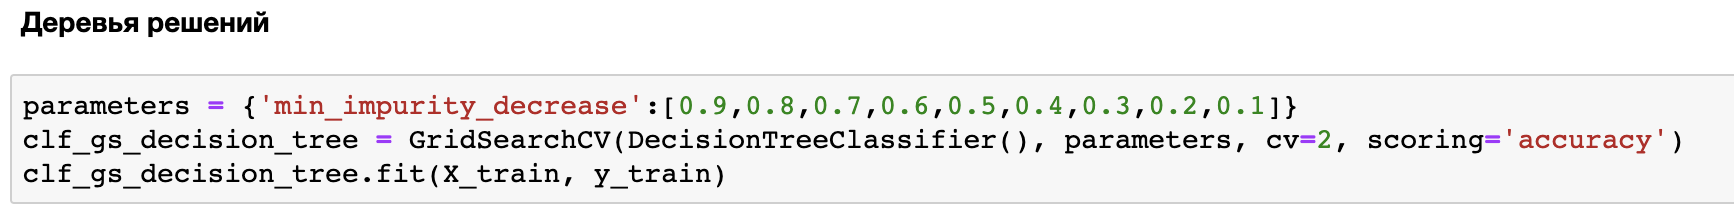 Деревья решений
parameters = {'min_impurity_decrease':[0.9,0.8,0.7,0.6,0.5,0.4,0.3,0.2,0.1]}
clf_gs_decision_tree = GridSearchCV(DecisionTreeClassifier(), parameters, cv=2, scoring='accuracy')
clf_gs_decision_tree.fit(X_train, y_train)